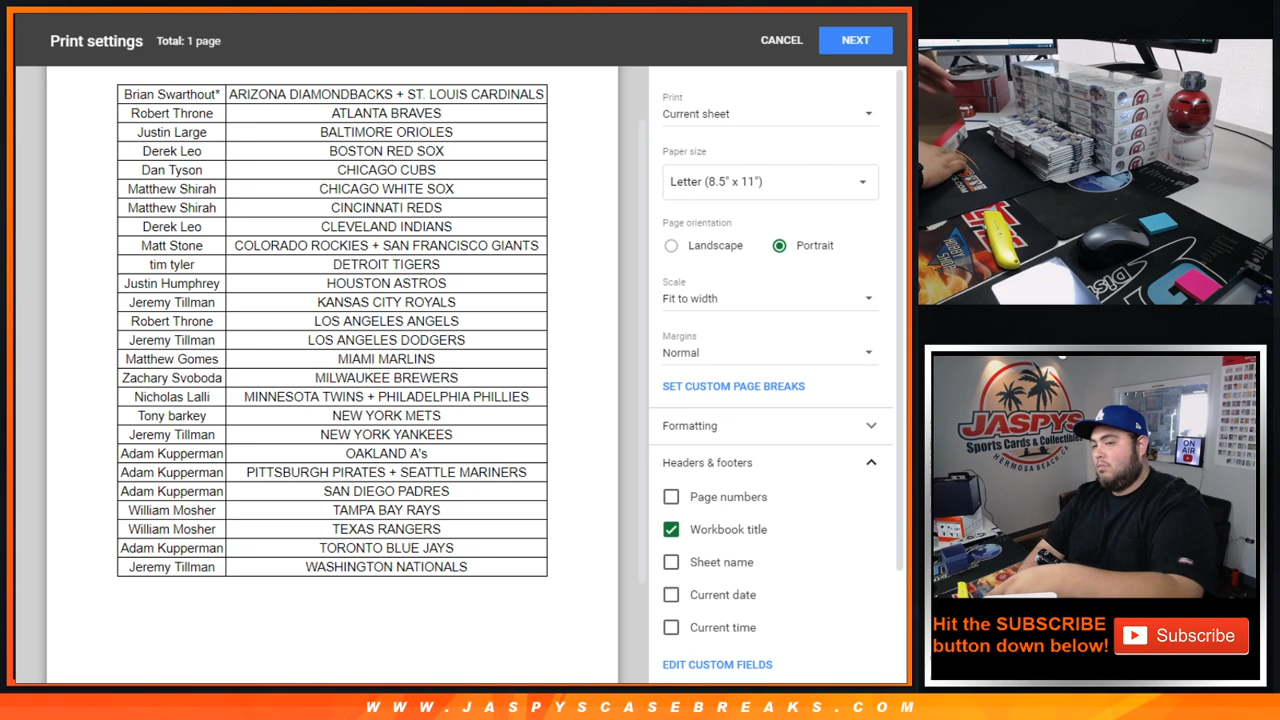 Print settings Total: 1 page
CANCEL NEXT
Brian Swarthout* ARIZONA DIAMONDBACKS + ST. LOUIS CARDINALS
Robert Throne ATLANTA BRAVES
Justin Large BALTIMORE ORIOLES
Derek Leo BOSTON RED SOX
Dan Tyson CHICAGO CUBS
Matthew Shirah CHICAGO WHITE SOX
Matthew Shirah CINCINNATI REDS
Derek Leo CLEVELAND INDIANS
Matt Stone COLORADO ROCKIES + SAN FRANCISCO GIANTS
tim tyler DETROIT TIGERS
Justin Humphrey HOUSTON ASTROS
Jeremy Tillman KANSAS CITY ROYALS
Robert Throne LOS ANGELES ANGELS
Jeremy Tillman LOS ANGELES DODGERS
Matthew Gomes MIAMI MARLINS
Zachary Svoboda MILWAUKEE BREWERS
Nicholas Lalli MINNESOTA TWINS + PHILADELPHIA PHILLIES
Tony barkey NEW YORK METS
Jeremy Tillman NEW YORK YANKEES
Adam Kupperman OAKLAND A's
Adam Kupperman PITTSBURGH PIRATES + SEATTLE MARINERS
Adam Kupperman SAN DIEGO PADRES
William Mosher TAMPA BAY RAYS
William Mosher TEXAS RANGERS
Adam Kupperman TORONTO BLUE JAYS
Jeremy Tillman WASHINGTON NATIONALS
Print
Current sheet
Paper size
Letter (8.5" x 11")
Page orientation
Landscape Portrait
Scale
Fit to width
Margins
Normal
SET CUSTOM PAGE BREAKS
Formatting
Headers & footers
Page numbers
Workbook title
Sheet name
Current date
Current time
EDIT CUSTOM FIELDS
HOBBY
SHOP
JASPYS
Sports Cards & Collectibles
HERMOSA BEACH, CA
ON
AIR
Hit the SUBSCRIBE
button down below!
Subscribe
WWW.JASPYSCASEBREAKS.COM